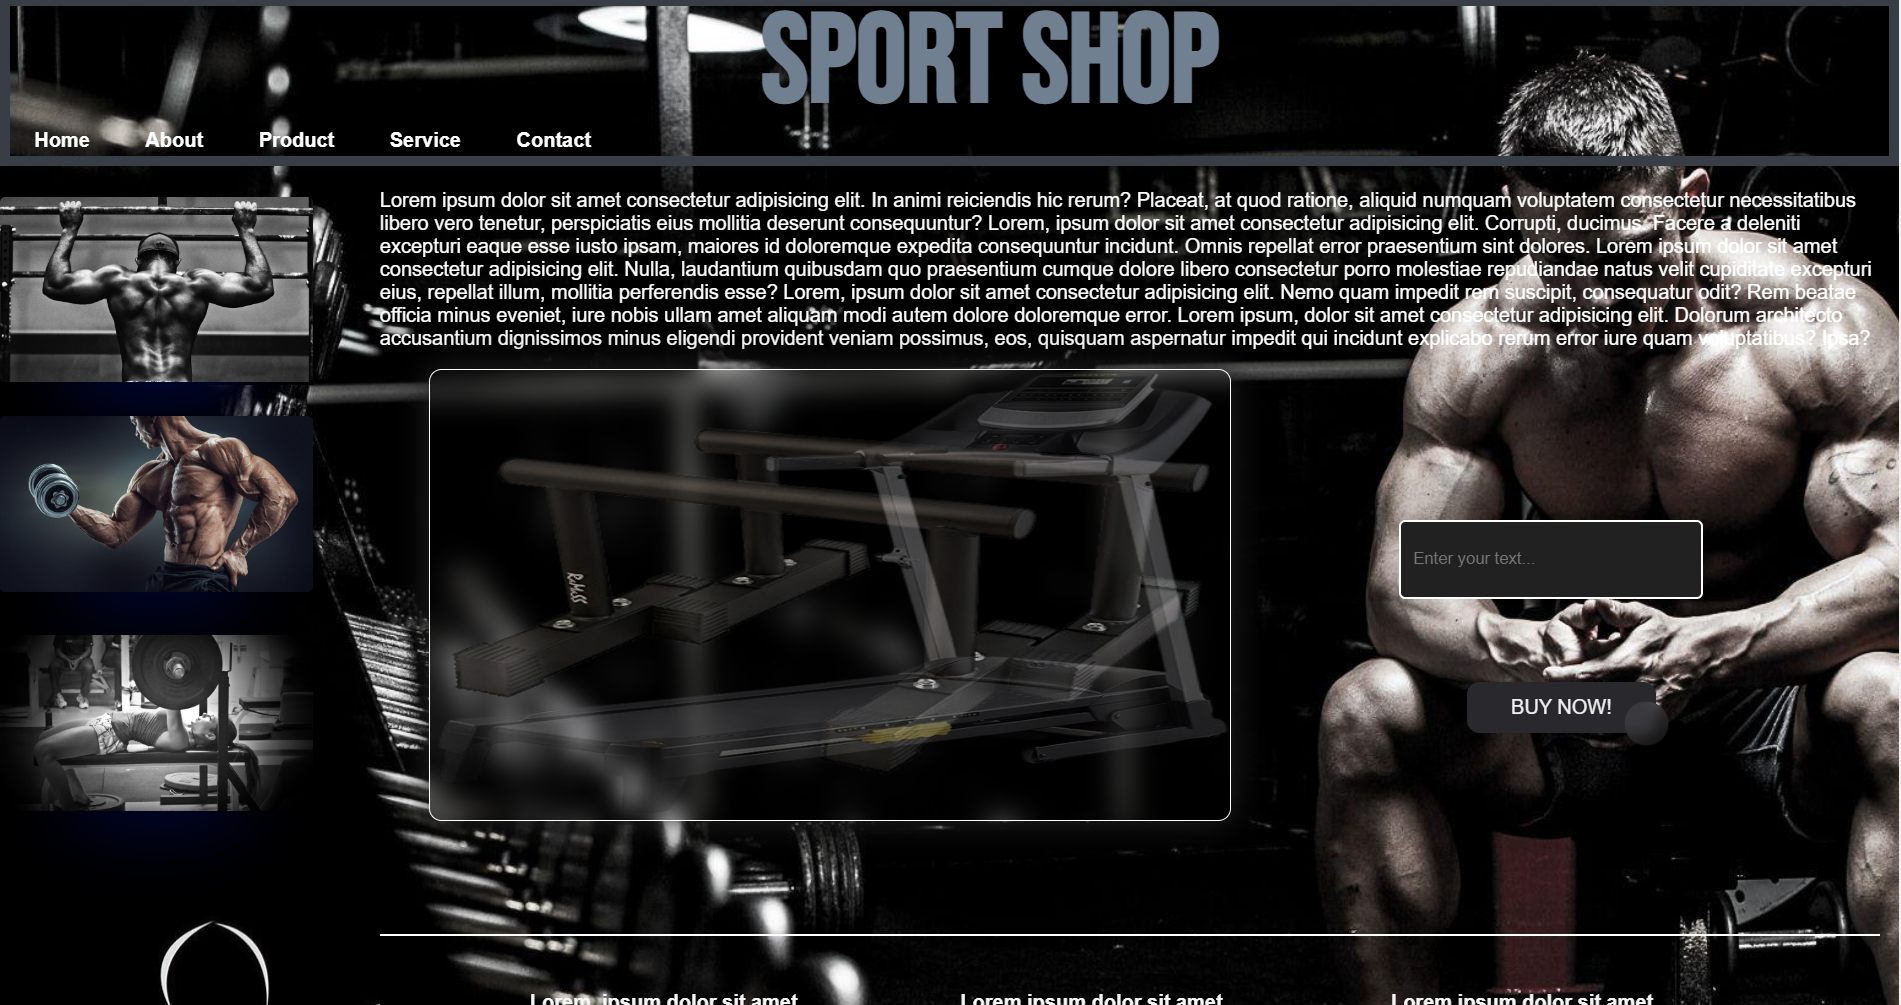 SPORT SHOP
Home About Product Service Contact
Lorem ipsum dolor sit amet consectetur adipisicing elit. In animi reiciendis hic rerum? Placeat, at quod ratione, aliquid numquam voluptatem consectetur necessitatibus
libero vero tenetur, perspiciatis eius mollitia deserunt consequuntur? Lorem, ipsum dolor sit amet consectetur adipisicing elit. Corrupti, ducimus. Facere a deleniti
excepturi eaque esse iusto ipsam, maiores id doloremque expedita consequuntur incidunt. Omnis repellat error praesentium sint dolores. Lorem ipsum dolor sit amet
consectetur adipisicing elit. Nulla, laudantium quibusdam quo praesentium cumque dolore libero consectetur porro molestiae repudiandae natus velit cupiditate excepturi
eius, repellat illum, mollitia perferendis esse? Lorem, ipsum dolor sit amet consectetur adipisicing elit. Nemo quam impedit rem suscipit, consequatur odit? Rem beatae
officia minus eveniet, iure nobis ullam amet aliquam modi autem dolore doloremque error. Lorem ipsum, dolor sit amet consectetur adipisicing elit. Dolorum architecto
accusantium dignissimos minus eligendi provident veniam possimus, eos, quisquam aspernatur impedit qui incidunt explicabo rerum error iure quam voluptatibus? Ipsa?
Enter your text...
BUY NOW!
Lorem, ipsum dolor sit amet
Lorem ipsum dolor sit amet
Lorem ipsum dolor sit amet